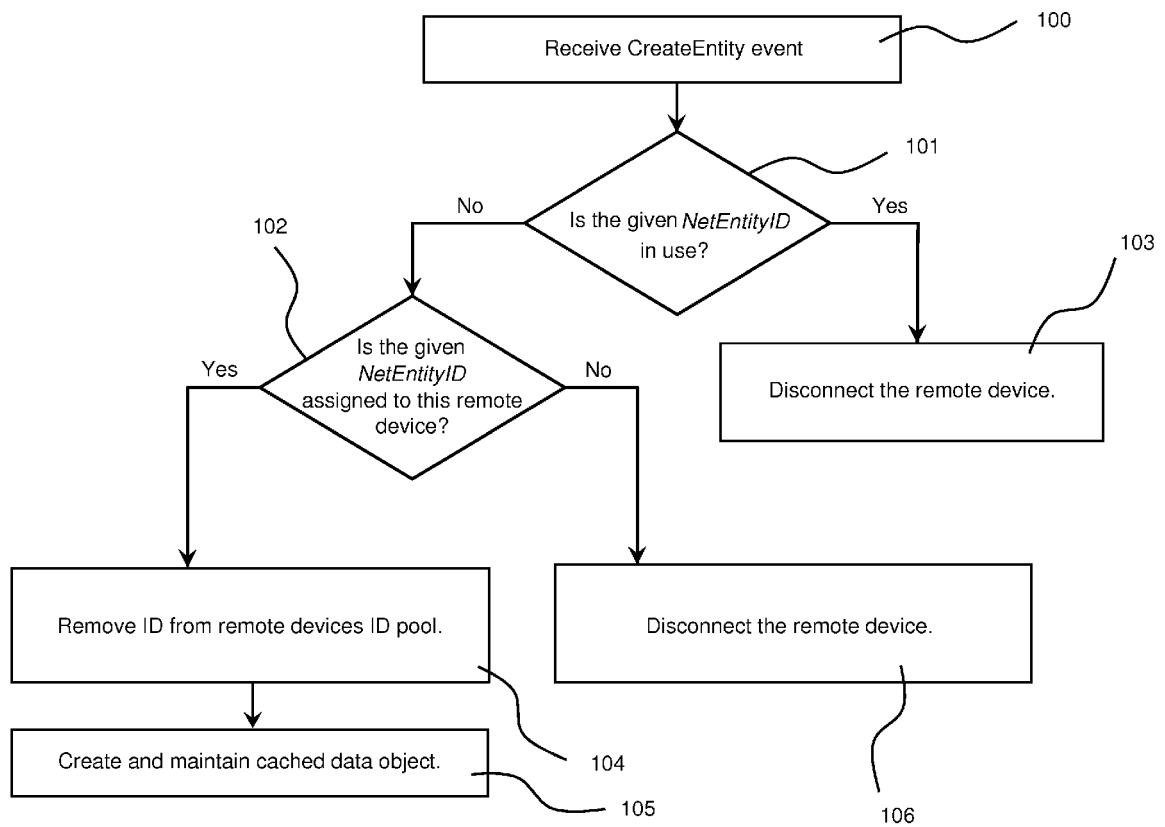 100
Receive CreateEntity event
101
No
Is the given NetEntityID
in use?
Yes
102
103
Is the given
NetEntityID
assigned to this remote
device?
Yes
No
Disconnect the remote device.
Remove ID from remote devices ID pool.
Disconnect the remote device.
Create and maintain cached data object.
104
105
106